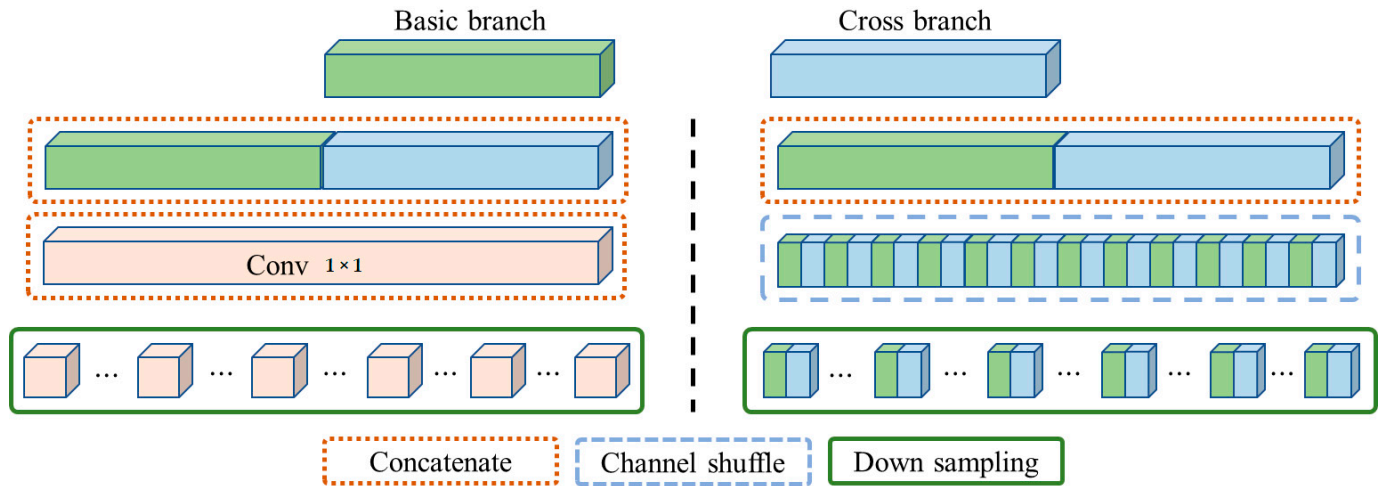 Basic branch
Cross branch
Conv 1×1
... ... ... ... ...
... ... ... ... ...
Concatenate
Channel shuffle
Down sampling